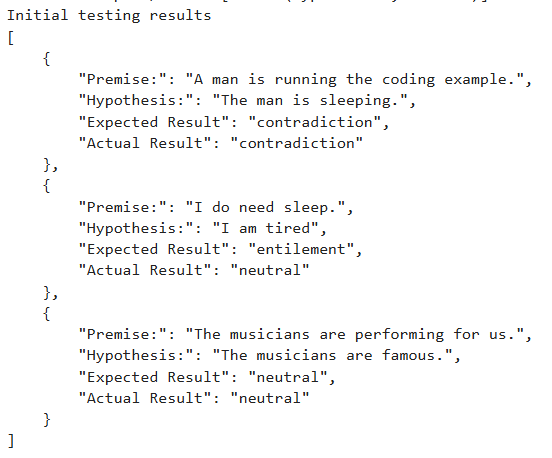 Initial testing results
[
    {
        "Premise:": "A man is running the coding example.",
        "Hypothesis:": "The man is sleeping.",
        "Expected Result": "contradiction",
        "Actual Result": "contradiction"
    },
    {
        "Premise:": "I do need sleep.",
        "Hypothesis:": "I am tired",
        "Expected Result": "entilement",
        "Actual Result": "neutral"
    },
    {
        "Premise:": "The musicians are performing for us.",
        "Hypothesis:": "The musicians are famous.",
        "Expected Result": "neutral",
        "Actual Result": "neutral"
    }
]